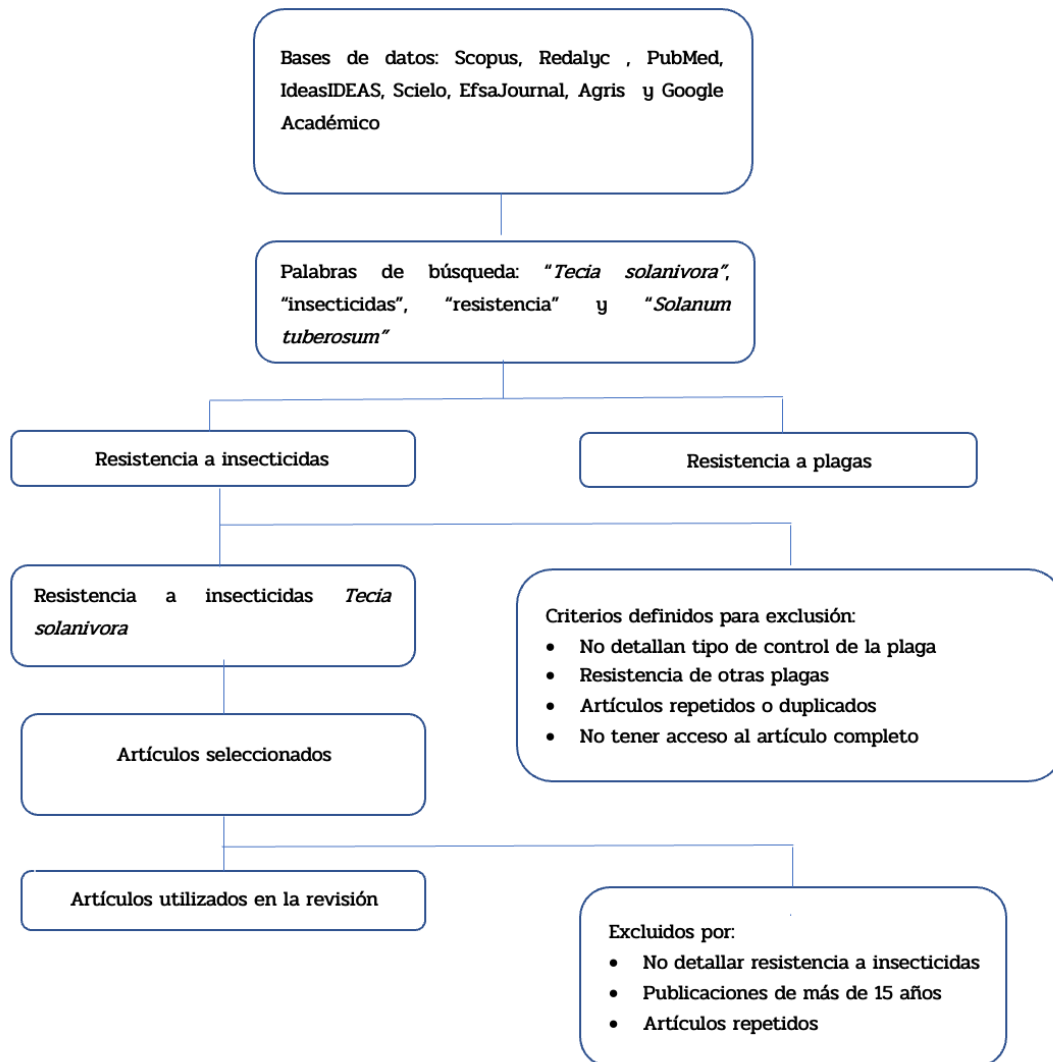 Bases de datos: Scopus, Redalyc , PubMed,
IdeasIDEAS, Scielo, EfsaJournal, Agris y Google
Académico
Palabras de búsqueda: “Tecia solanivora”,
“insecticidas”, “resistencia” y “Solanum
tuberosum”
Resistencia a insecticidas
Resistencia a plagas
Resistencia a insecticidas Tecia
solanivora
Criterios definidos para exclusión:
• No detallan tipo de control de la plaga
• Resistencia de otras plagas
• Artículos repetidos o duplicados
• No tener acceso al artículo completo
Artículos seleccionados
Artículos utilizados en la revisión
Excluidos por:
• No detallar resistencia a insecticidas
• Publicaciones de más de 15 años
• Artículos repetidos